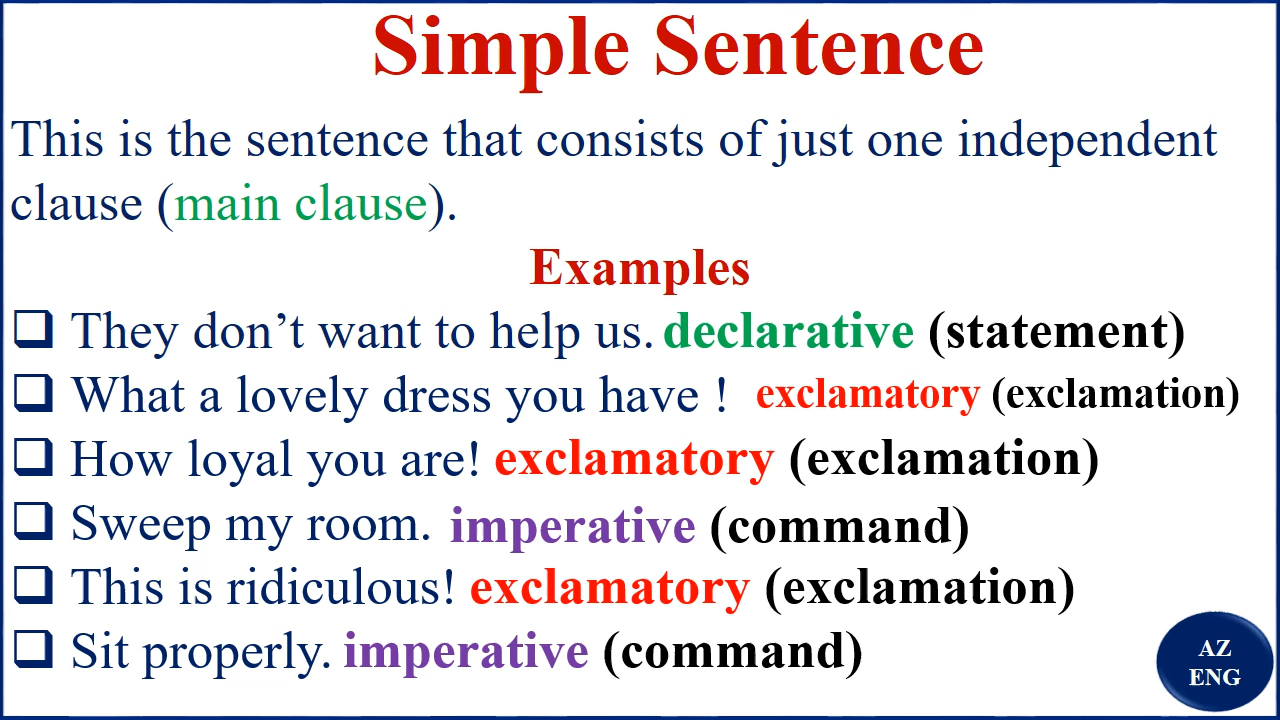 Simple Sentence
This is the sentence that consists of just one independent
clause (main clause).
Examples
❑ They don’t want to help us. declarative (statement)
❑ What a lovely dress you have ! exclamatory (exclamation)
❑ How loyal you are! exclamatory (exclamation)
❑ Sweep my room. imperative (command)
❑ This is ridiculous! exclamatory (exclamation)
❑ Sit properly. imperative (command)
AZ
ENG